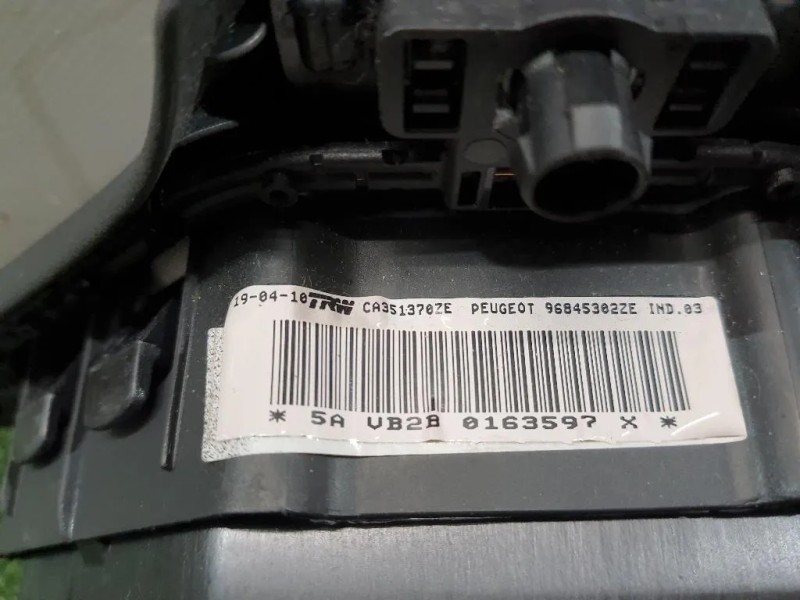 19-04-10 TRW CA351370ZE PEUGEOT 96845302ZE IND.03
* 5A VB2B 0163597 X *